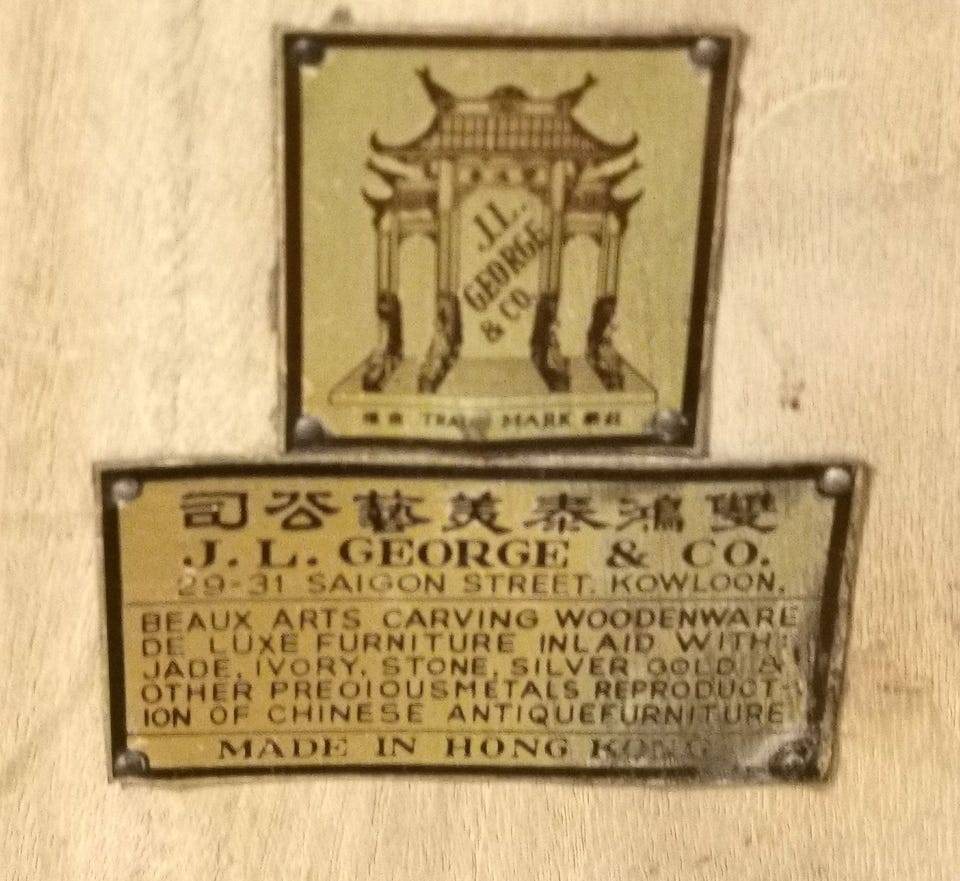 J.L.
GEORGE
& CO.
TRADE MARK
雙鴻泰美藝公司
J. L. GEORGE & CO.
29-31 SAIGON STREET, KOWLOON.
BEAUX ARTS CARVING WOODENWARE
DE LUXE FURNITURE INLAID WITH:
JADE, IVORY, STONE, SILVER GOLD &
OTHER PRECIOUSMETALS REPRODUCT-
ION OF CHINESE ANTIQUEFURNITURE
MADE IN HONG KONG